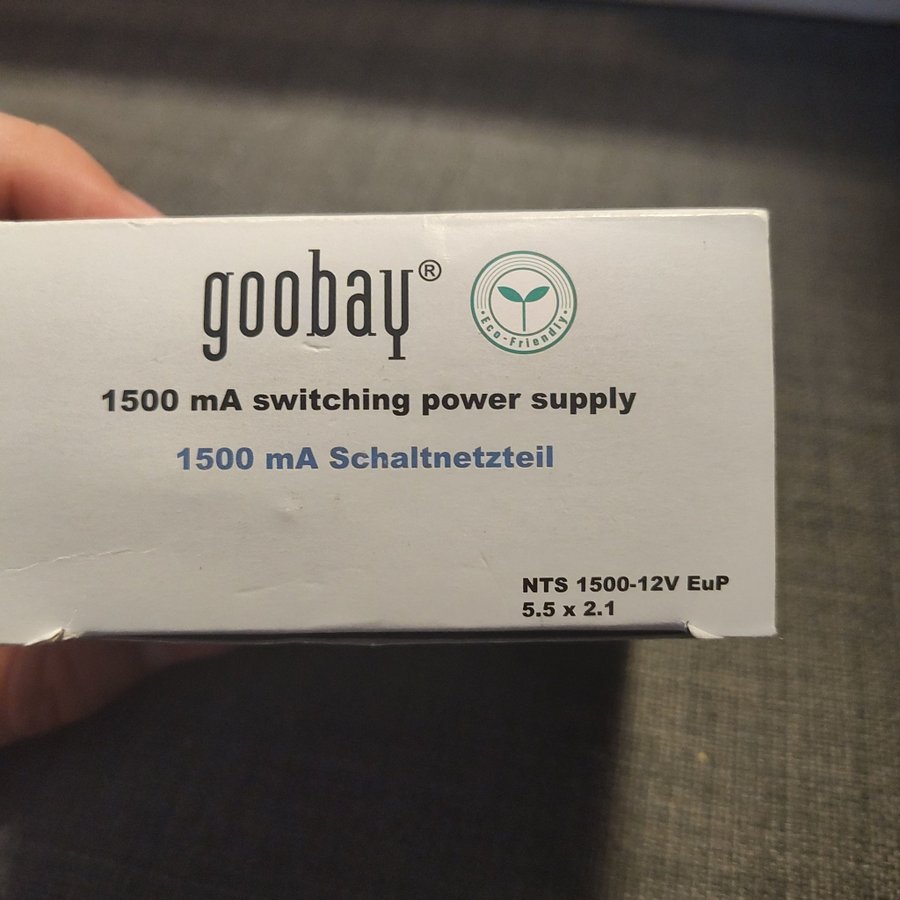 goobay®
Eco-Friendly
1500 mA switching power supply
1500 mA Schaltnetzteil
NTS 1500-12V EuP
5.5 x 2.1